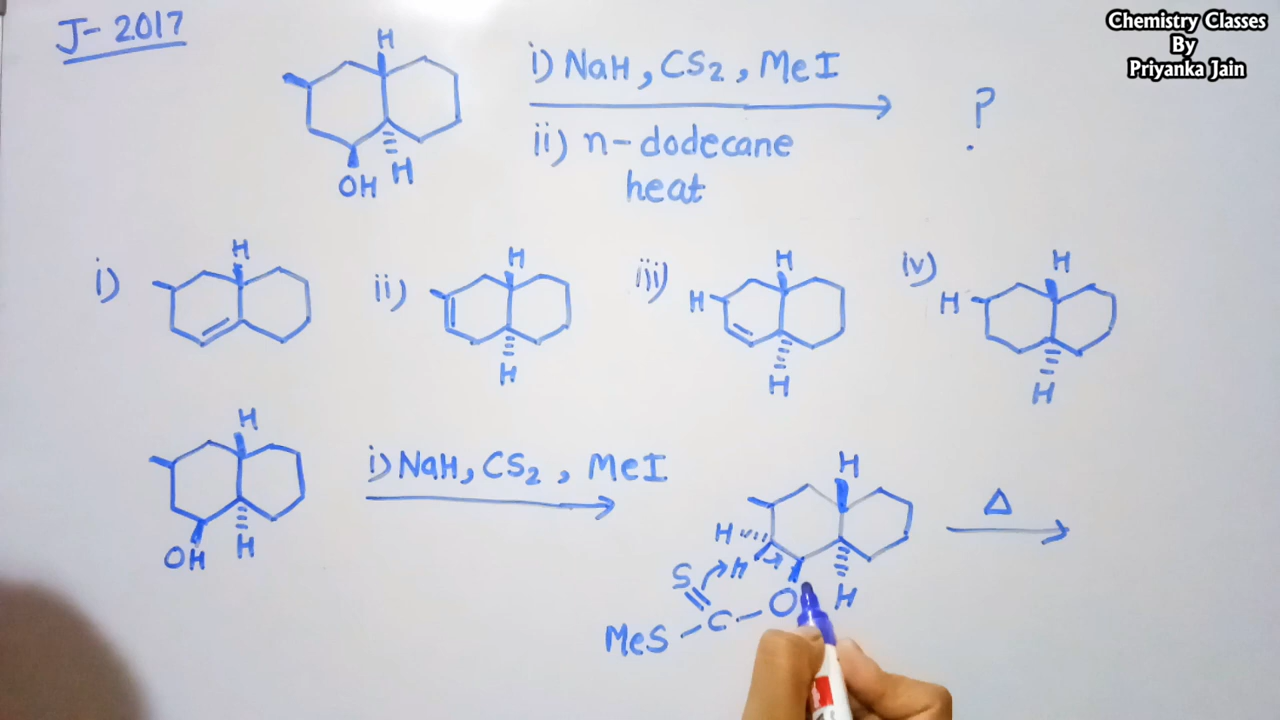 J- 2017
Chemistry Classes
By
Priyanka Jain
H
OH
H
i) NaH, CS2, MeI
ii) n-dodecane
heat
?
i)
H
ii)
H
H
iii)
H
H
H
iv)
H
H
H
H
OH
H
i) NaH, CS2, MeI
H
H
H
S
O
H
MeS - C -
Δ